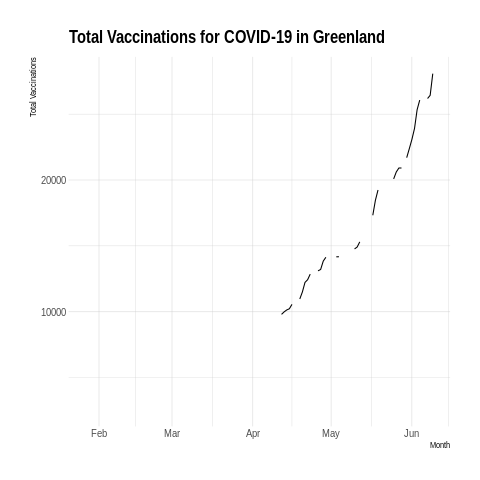 Total Vaccinations for COVID-19 in Greenland
Total Vaccinations
20000
10000
Feb Mar Apr May Jun
Month